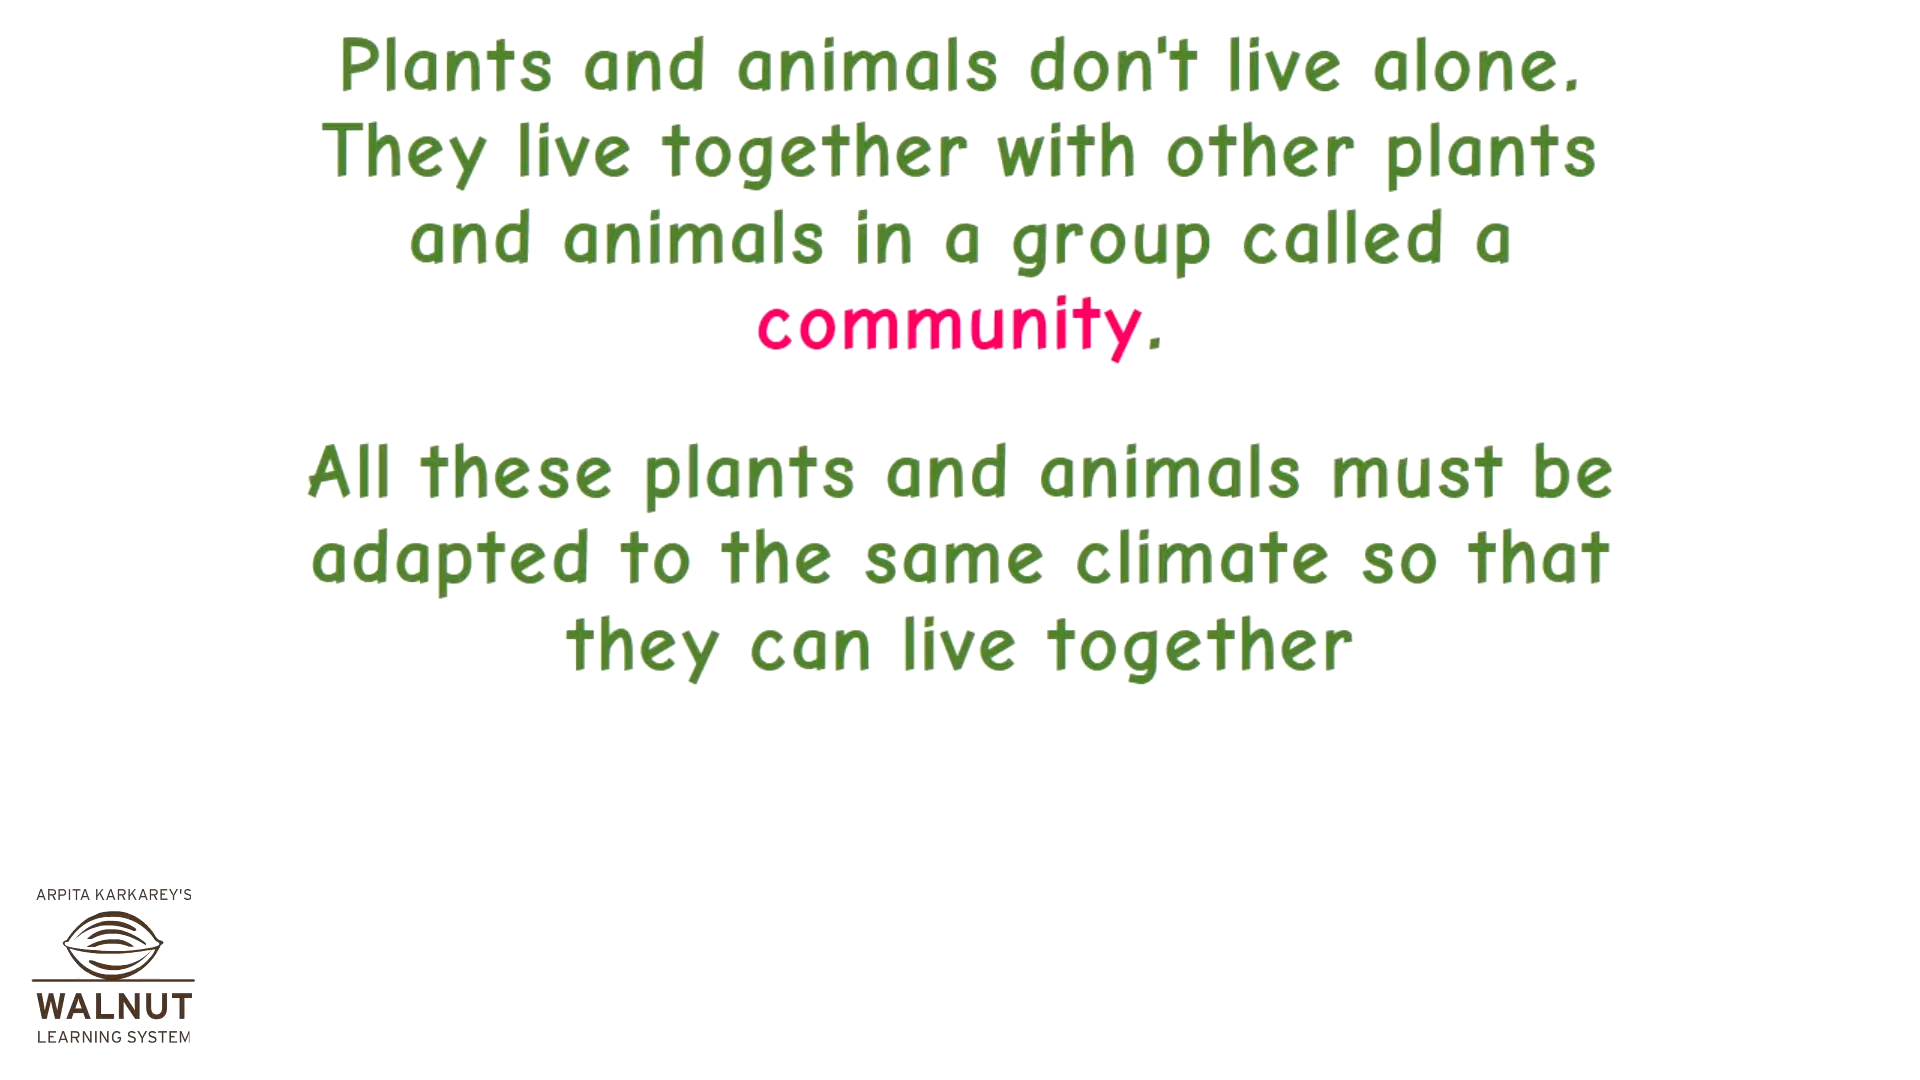 Plants and animals don't live alone.
They live together with other plants
and animals in a group called a
community.
All these plants and animals must be
adapted to the same climate so that
they can live together
ARPITA KARKAREY'S
WALNUT
LEARNING SYSTEM